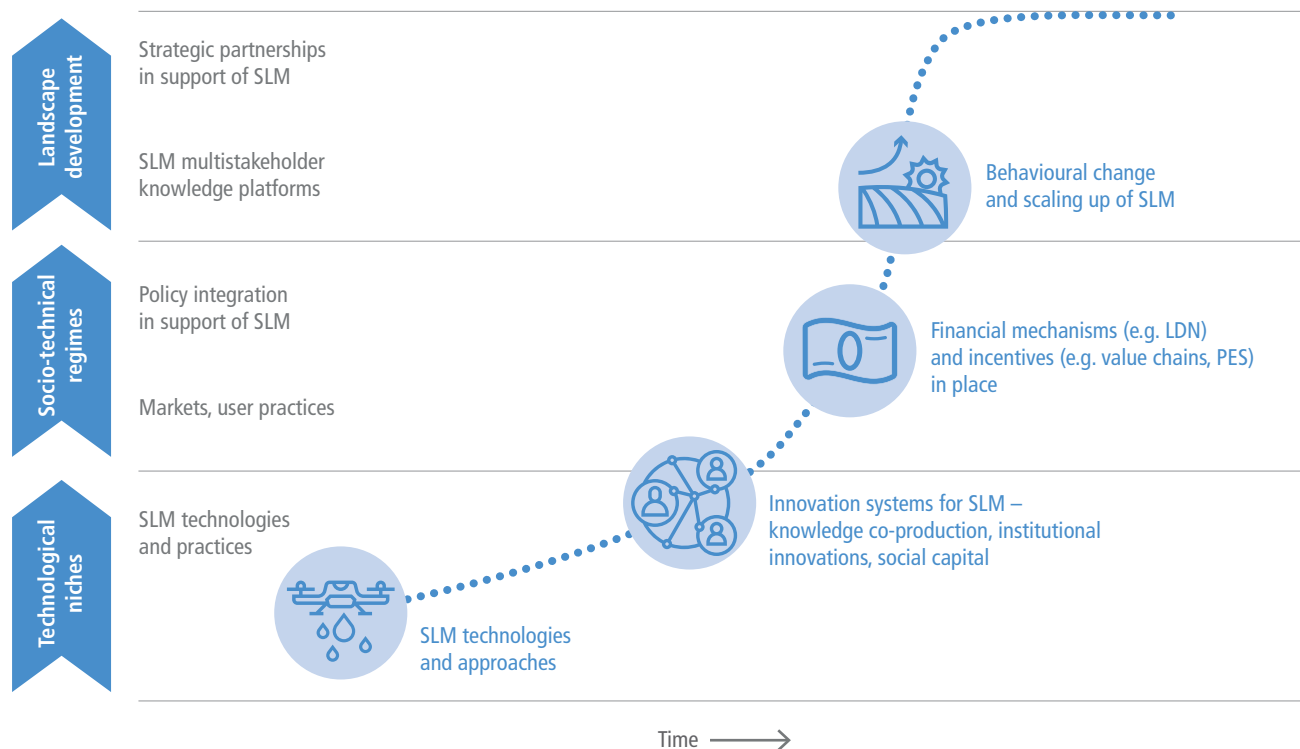 Landscape
development
Strategic partnerships
in support of SLM
SLM multistakeholder
knowledge platforms
Behavioural change
and scaling up of SLM
Socio-technical
regimes
Policy integration
in support of SLM
Markets, user practices
Financial mechanisms (e.g. LDN)
and incentives (e.g. value chains, PES)
in place
Technological
niches
SLM technologies
and practices
Innovation systems for SLM –
knowledge co-production, institutional
innovations, social capital
SLM technologies
and approaches
Time